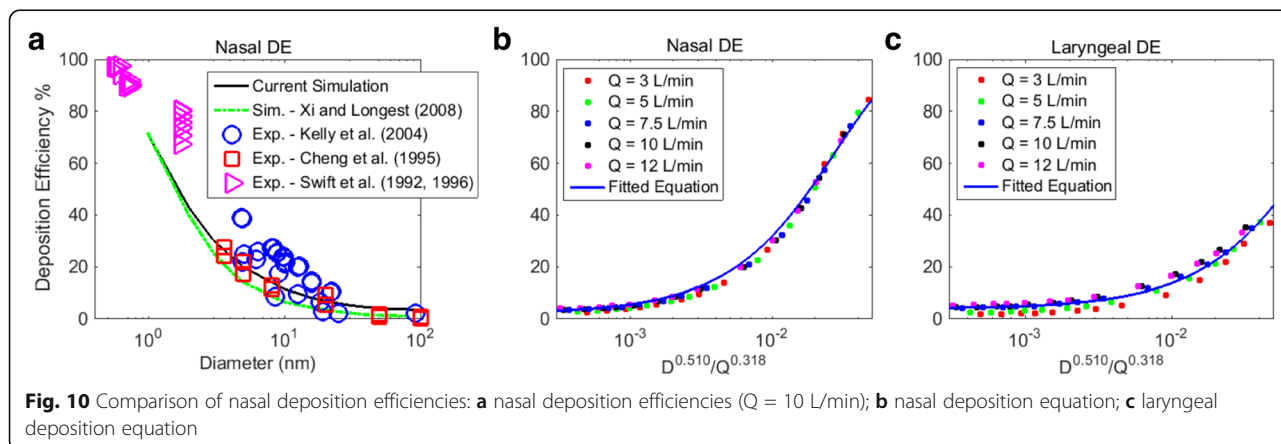 a
Nasal DE
Deposition Efficiency %
100
80
60
40
20
0
Current Simulation
Sim. - Xi and Longest (2008)
Exp. - Kelly et al. (2004)
Exp. - Cheng et al. (1995)
Exp. - Swift et al. (1992, 1996)
10^0
10^1
10^2
Diameter (nm)
b
Nasal DE
100
80
60
40
20
0
Q = 3 L/min
Q = 5 L/min
Q = 7.5 L/min
Q = 10 L/min
Q = 12 L/min
Fitted Equation
10^-3
10^-2
D^0.510/Q^0.318
c
Laryngeal DE
100
80
60
40
20
0
Q = 3 L/min
Q = 5 L/min
Q = 7.5 L/min
Q = 10 L/min
Q = 12 L/min
Fitted Equation
10^-3
10^-2
D^0.510/Q^0.318
Fig. 10 Comparison of nasal deposition efficiencies: a nasal deposition efficiencies (Q = 10 L/min); b nasal deposition equation; c laryngeal
deposition equation